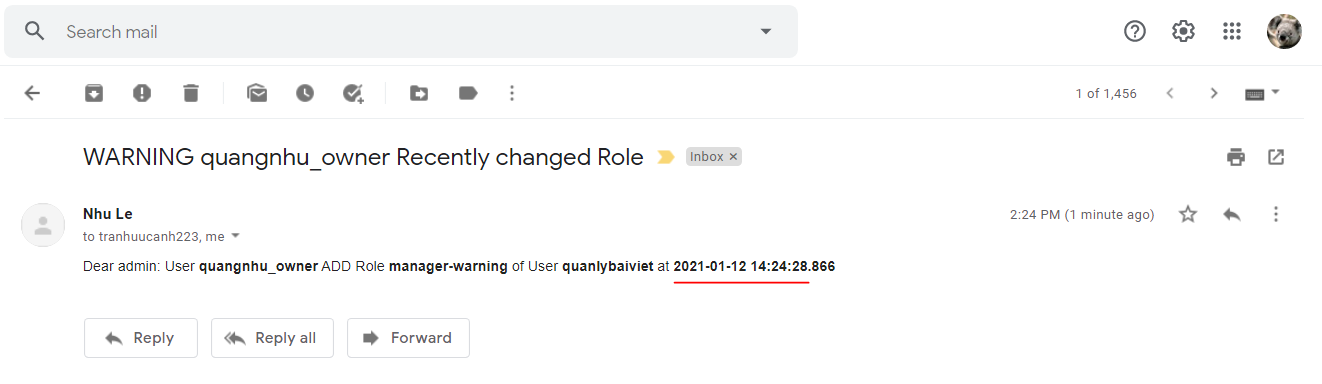 Search mail
1 of 1,456
WARNING quangnhu_owner Recently changed Role Inbox ×
Nhu Le 2:24 PM (1 minute ago)
to tranhuucanh223, me
Dear admin: User quangnhu_owner ADD Role manager-warning of User quanlybaiviet at 2021-01-12 14:24:28.866
Reply Reply all Forward